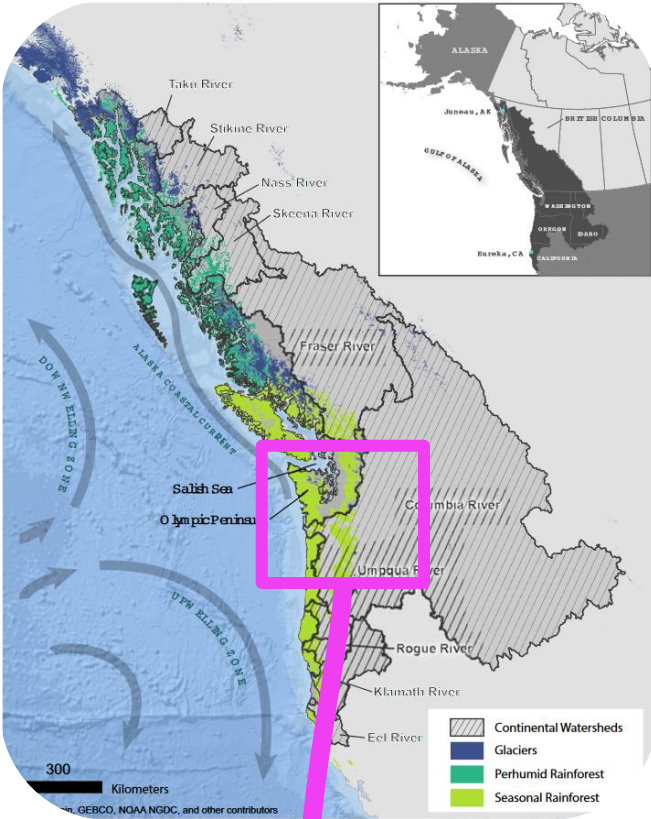 ALASKA
Juneau, AK
BRITISH COLUMBIA
GULF OF ALASKA
WASHINGTON
OREGON
IDAHO
Eureka, CA
CALIFORNIA
Taku River
Stikine River
Nass River
Skeena River
Fraser River
ALASKA COASTAL CURRENT
DOWNWELLING ZONE
Salish Sea
Columbia River
Olympic Peninsu
Umpqua River
UPWELLING ZONE
Rogue River
Klamath River
Eel River
Continental Watersheds
Glaciers
Perhumid Rainforest
Seasonal Rainforest
300
Kilometers
GEBCO, NOAA NGDC, and other contributors